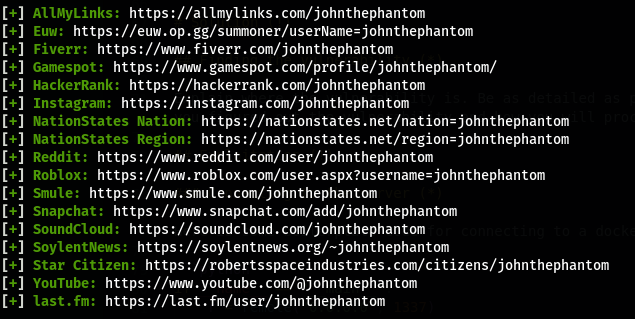 [+] AllMyLinks: https://allmylinks.com/johnthephantom
[+] Euw: https://euw.op.gg/summoner/userName=johnthephantom
[+] Fiverr: https://www.fiverr.com/johnthephantom
[+] Gamespot: https://www.gamespot.com/profile/johnthephantom/
[+] HackerRank: https://hackerrank.com/johnthephantom
[+] Instagram: https://instagram.com/johnthephantom
[+] NationStates Nation: https://nationstates.net/nation=johnthephantom
[+] NationStates Region: https://nationstates.net/region=johnthephantom
[+] Reddit: https://www.reddit.com/user/johnthephantom
[+] Roblox: https://www.roblox.com/user.aspx?username=johnthephantom
[+] Smule: https://www.smule.com/johnthephantom
[+] Snapchat: https://www.snapchat.com/add/johnthephantom
[+] SoundCloud: https://soundcloud.com/johnthephantom
[+] SoylentNews: https://soylentnews.org/~johnthephantom
[+] Star Citizen: https://robertsspaceindustries.com/citizens/johnthephantom
[+] YouTube: https://www.youtube.com/@johnthephantom
[+] last.fm: https://last.fm/user/johnthephantom